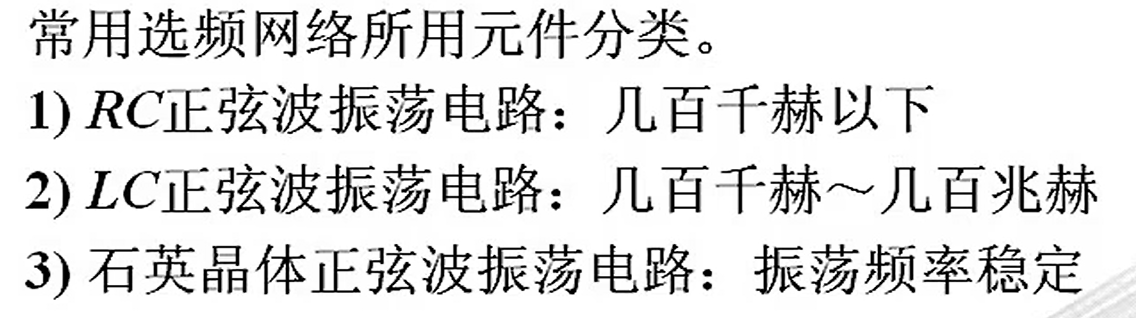 常用选频网络所用元件分类。
1) RC正弦波振荡电路：几百千赫以下
2) LC正弦波振荡电路：几百千赫～几百兆赫
3) 石英晶体正弦波振荡电路：振荡频率稳定